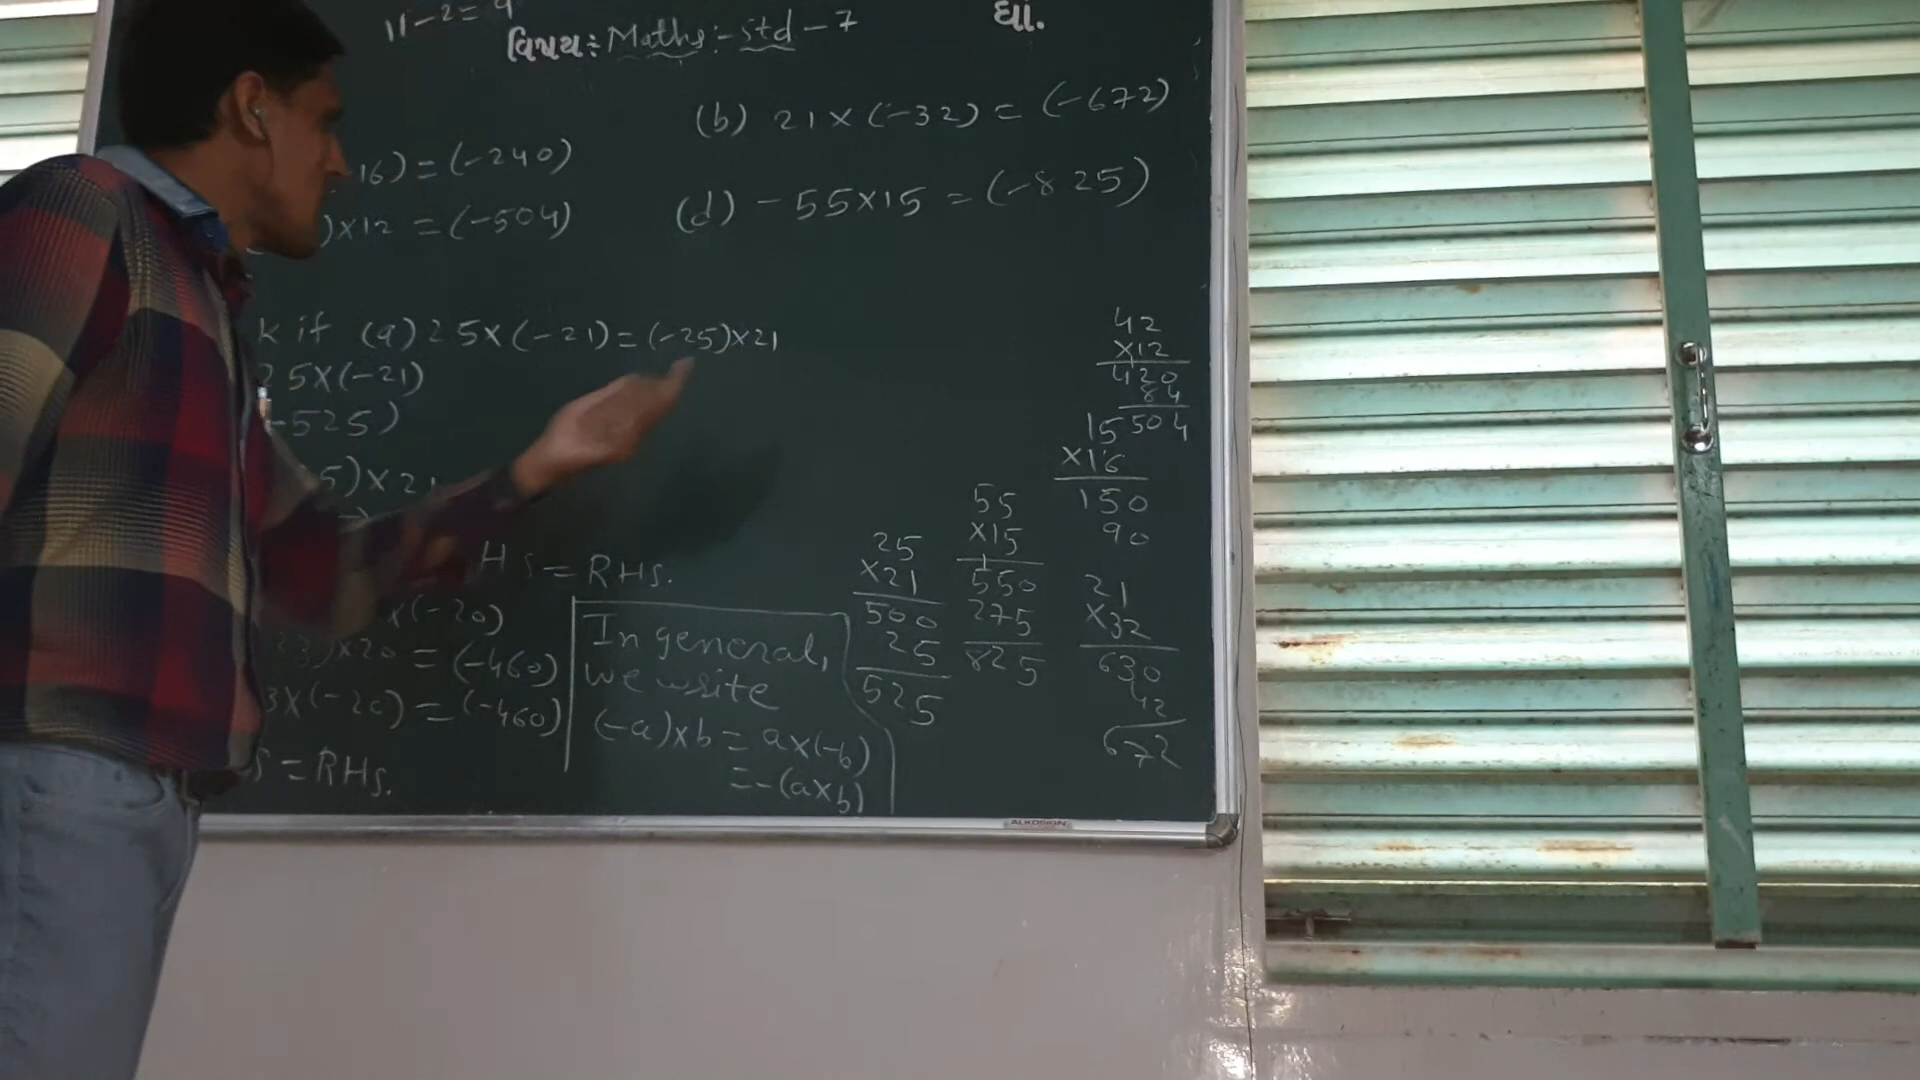 11-2=9
વિષય:- Maths:- std-7
ધો.
16)=(-240)
(b) 21×(-32)=(-672)
)×12=(-504)
(d) -55×15=(-825)
k if (a) 25×(-21)=(-25)×21
25×(-21)
-525)
5)×21
HS=RHS.
×(-20)
23)×20=(-460)
3×(-20)=(-460)
S=RHS.
In general,
we write
(-a)×b=a×(-b)
=-(a×b)
25
×21
500
25
525
55
×15
550
275
825
42
×12
420
84
504
15
×16
150
90
21
×32
630
42
672
ALKOSIGN